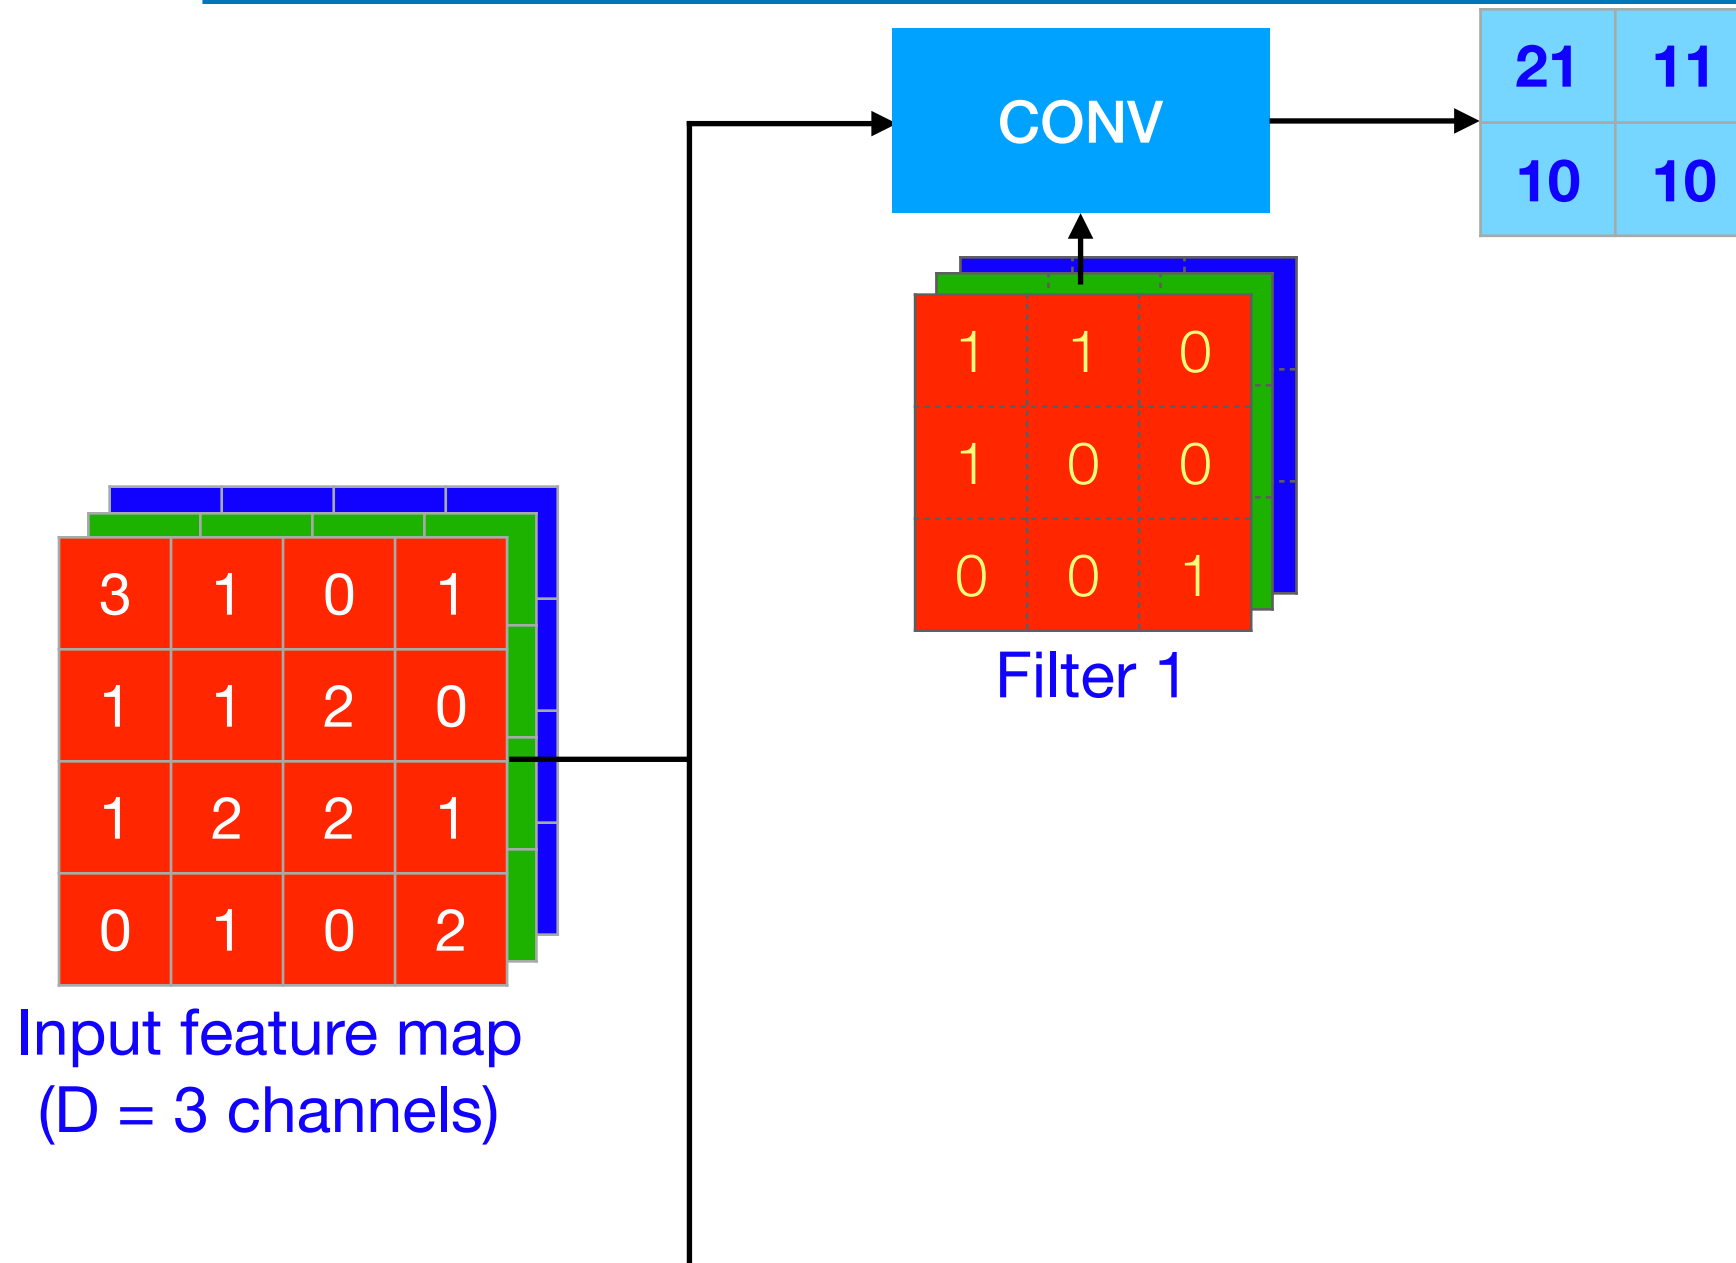 CONV
21 11
10 10
1 1 0
1 0 0
0 0 1
Filter 1
3 1 0 1
1 1 2 0
1 2 2 1
0 1 0 2
Input feature map
(D = 3 channels)